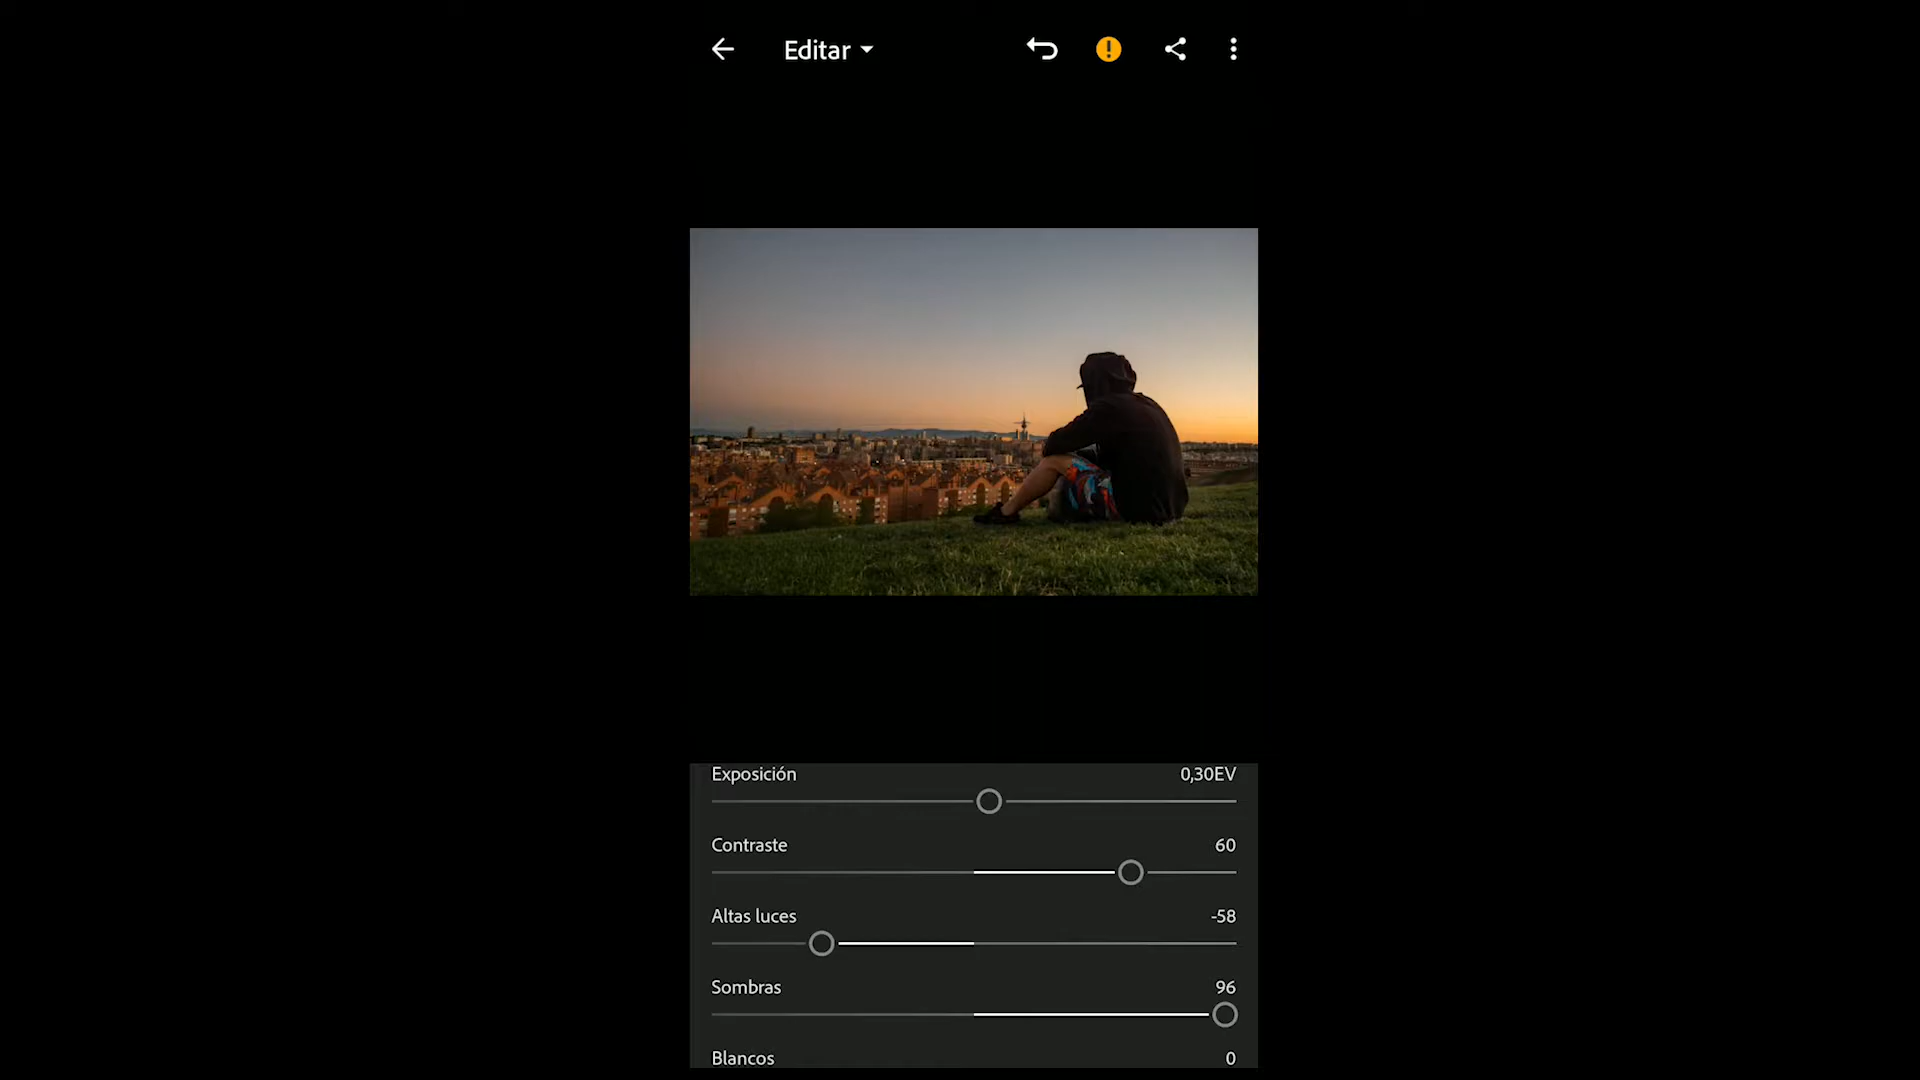 Editar
Exposición 0,30EV
Contraste 60
Altas luces -58
Sombras 96
Blancos 0